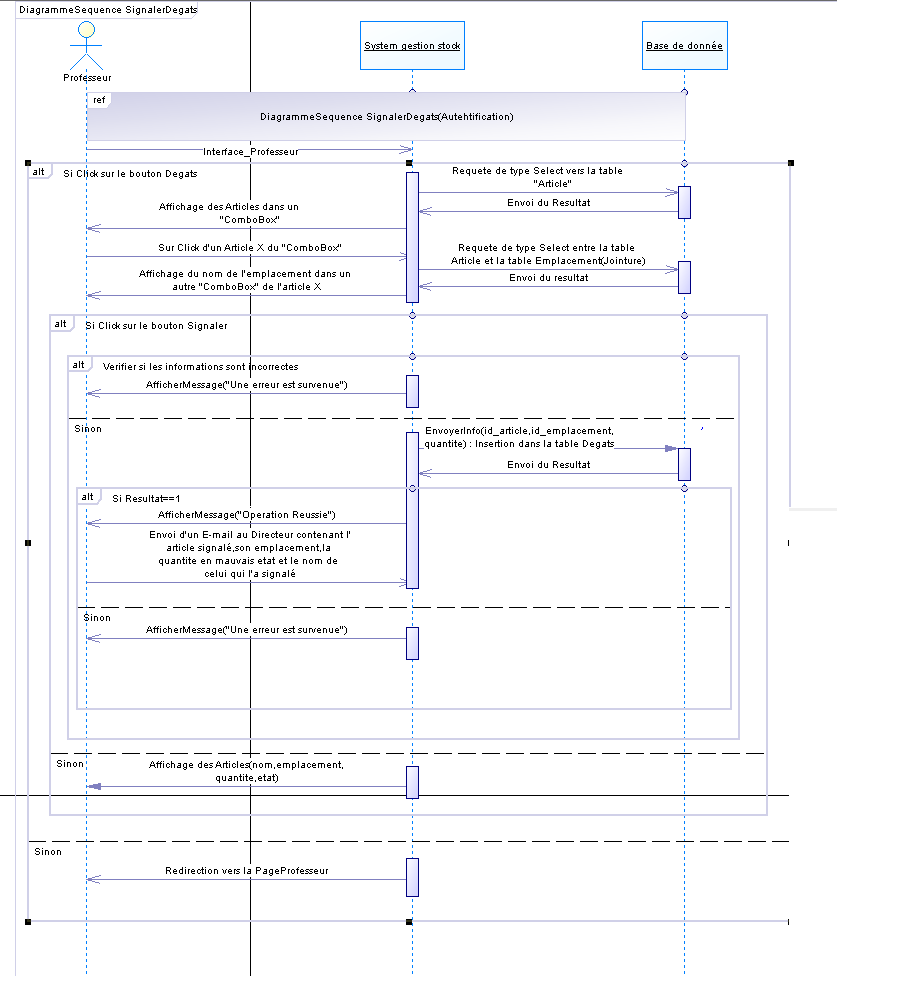 DiagrammeSequence SignalerDegats
System gestion stock
Base de donnée
Professeur
ref
DiagrammeSequence SignalerDegats(Autehtification)
Interface_Professeur
alt
Si Click sur le bouton Degats
Requete de type Select vers la table
"Article"
Envoi du Resultat
Affichage des Articles dans un
"ComboBox"
Sur Click d'un Article X du "ComboBox"
Requete de type Select entre la table
Article et la table Emplacement(Jointure)
Affichage du nom de l'emplacement dans un
autre "ComboBox" de l'article X
Envoi du resultat
alt
Si Click sur le bouton Signaler
alt
Verifier si les informations sont incorrectes
AfficherMessage("Une erreur est survenue")
Sinon
EnvoyerInfo(id_article,id_emplacement,
quantite) : Insertion dans la table Degats
Envoi du Resultat
alt
Si Resultat==1
AfficherMessage("Operation Reussie")
Envoi d'un E-mail au Directeur contenant l'
article signalé,son emplacement,la
quantite en mauvais etat et le nom de
celui qui l'a signalé
Sinon
AfficherMessage("Une erreur est survenue")
Sinon
Affichage des Articles(nom,emplacement,
quantite,etat)
Sinon
Redirection vers la PageProfesseur